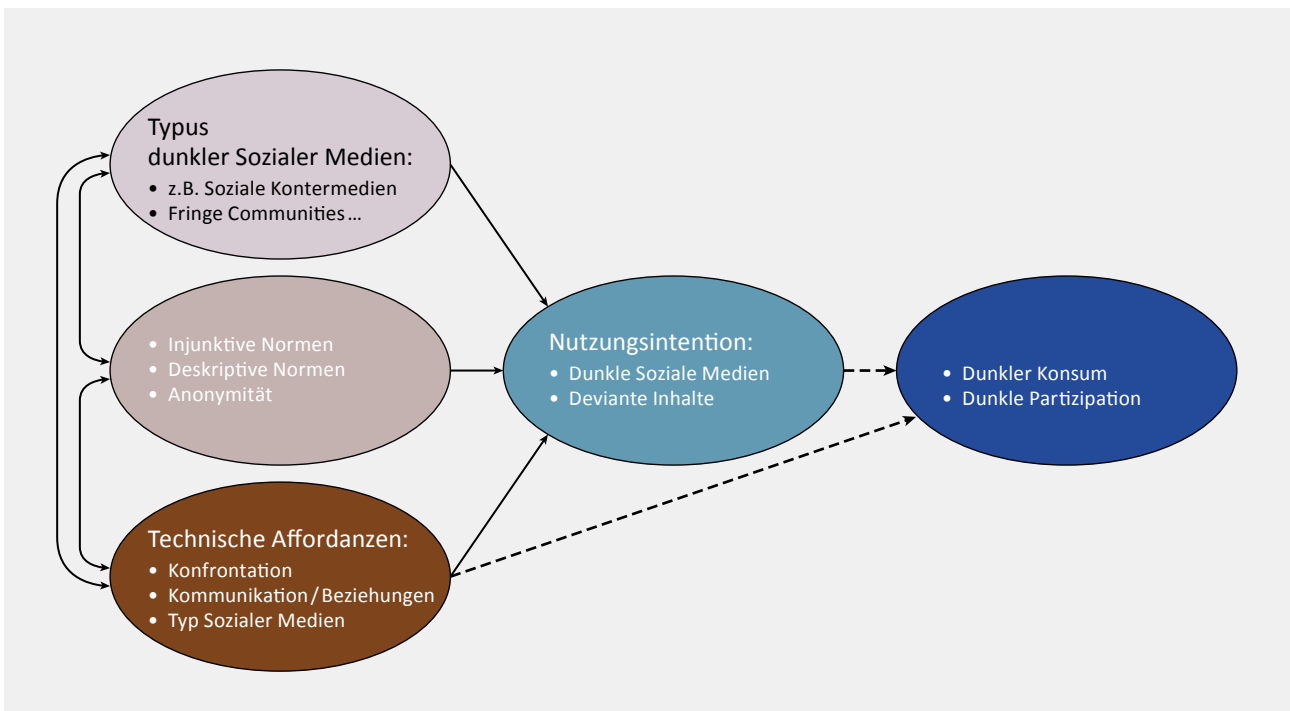 Typus
dunkler Sozialer Medien:
• z.B. Soziale Kontermedien
• Fringe Communities ...
• Injunktive Normen
• Deskriptive Normen
• Anonymität
Technische Affordanzen:
• Konfrontation
• Kommunikation / Beziehungen
• Typ Sozialer Medien
Nutzungsintention:
• Dunkle Soziale Medien
• Deviante Inhalte
• Dunkler Konsum
• Dunkle Partizipation